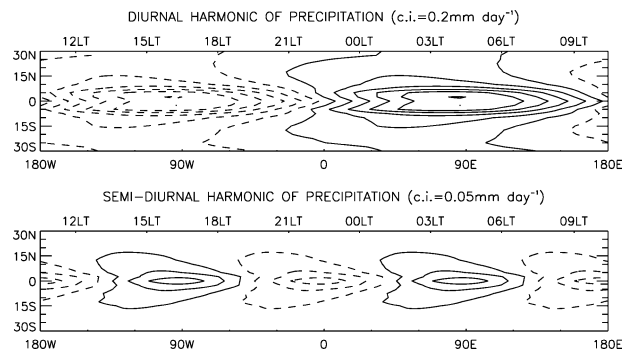 DIURNAL HARMONIC OF PRECIPITATION (c.i.=0.2mm day⁻¹)
12LT 15LT 18LT 21LT 00LT 03LT 06LT 09LT
30N
15N
0
15S
30S
180W 90W 0 90E 180E
SEMI-DIURNAL HARMONIC OF PRECIPITATION (c.i.=0.05mm day⁻¹)
12LT 15LT 18LT 21LT 00LT 03LT 06LT 09LT
30N
15N
0
15S
30S
180W 90W 0 90E 180E